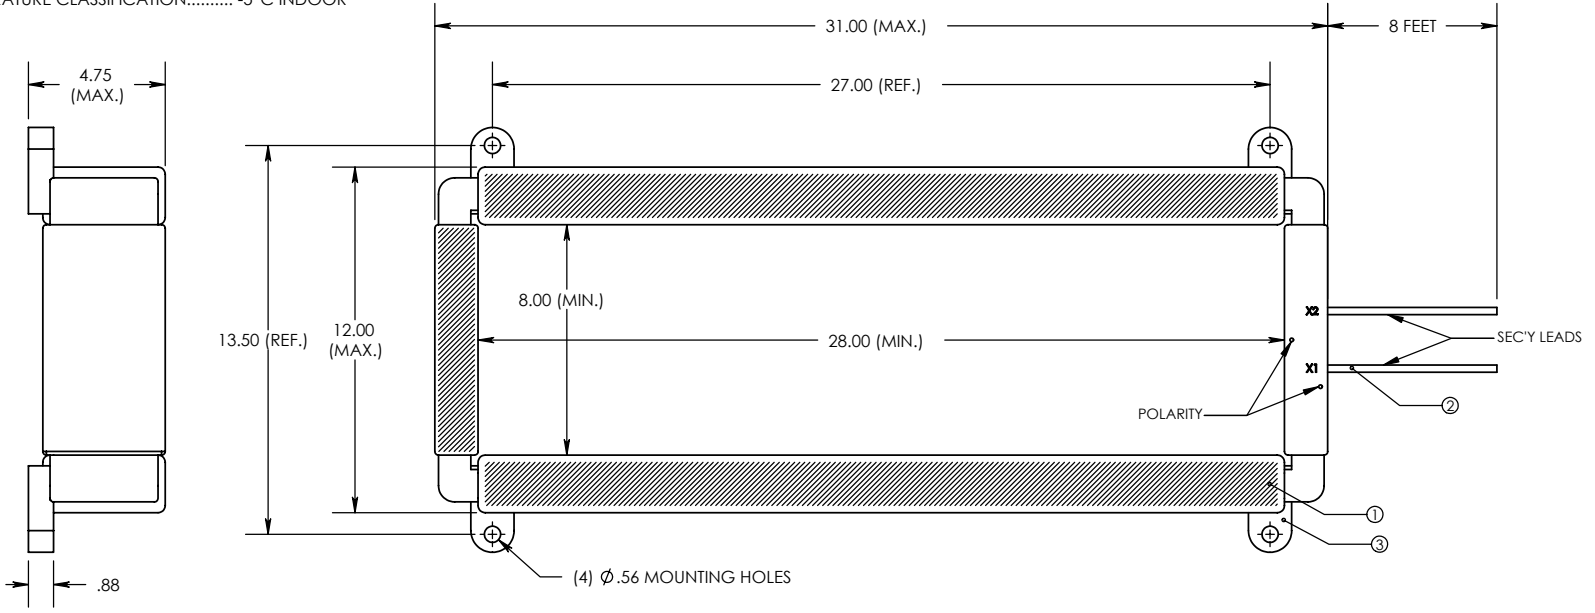 -5°C INDOOR
31.00 (MAX.)
8 FEET
4.75
(MAX.)
27.00 (REF.)
8.00 (MIN.)
X2
13.50 (REF.)
12.00
(MAX.)
28.00 (MIN.)
SEC'Y LEADS
X1
2
POLARITY
1
3
(4) Ø.56 MOUNTING HOLES
.88